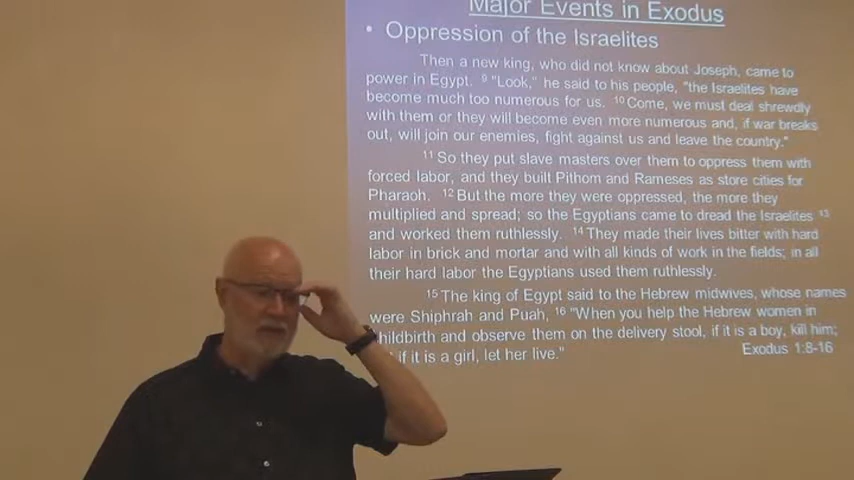 Major Events in Exodus
• Oppression of the Israelites
Then a new king, who did not know about Joseph, came to
power in Egypt. 9 "Look," he said to his people, "the Israelites have
become much too numerous for us. 10 Come, we must deal shrewdly
with them or they will become even more numerous and, if war breaks
out, will join our enemies, fight against us and leave the country."
11 So they put slave masters over them to oppress them with
forced labor, and they built Pithom and Rameses as store cities for
Pharaoh. 12 But the more they were oppressed, the more they
multiplied and spread; so the Egyptians came to dread the Israelites 13
and worked them ruthlessly. 14 They made their lives bitter with hard
labor in brick and mortar and with all kinds of work in the fields; in all
their hard labor the Egyptians used them ruthlessly.
15 The king of Egypt said to the Hebrew midwives, whose names
were Shiphrah and Puah, 16 "When you help the Hebrew women in
childbirth and observe them on the delivery stool, if it is a boy, kill him;
if it is a girl, let her live."
Exodus 1:8-16